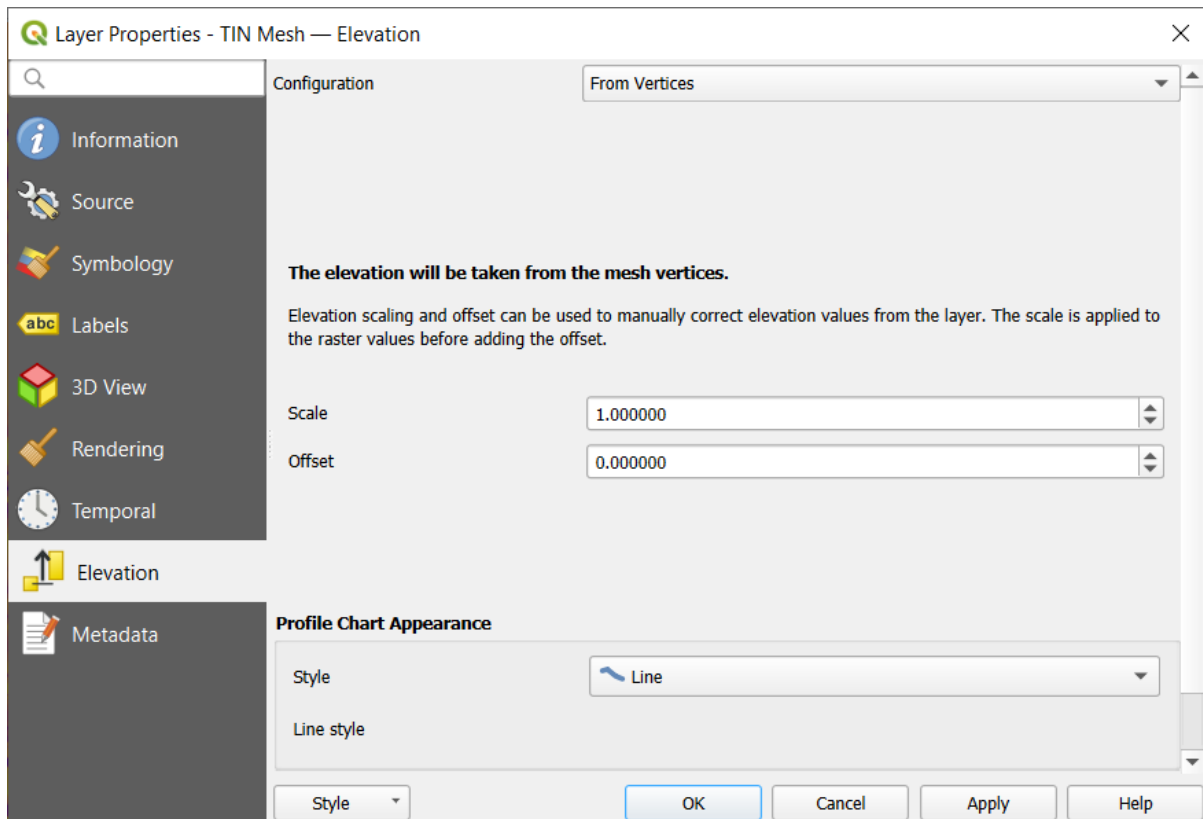 Layer Properties - TIN Mesh — Elevation
Configuration
From Vertices
Information
Source
Symbology
abc Labels
3D View
Rendering
Temporal
Elevation
Metadata
The elevation will be taken from the mesh vertices.
Elevation scaling and offset can be used to manually correct elevation values from the layer. The scale is applied to
the raster values before adding the offset.
Scale
1.000000
Offset
0.000000
Profile Chart Appearance
Style
Line
Line style
Style
OK
Cancel
Apply
Help